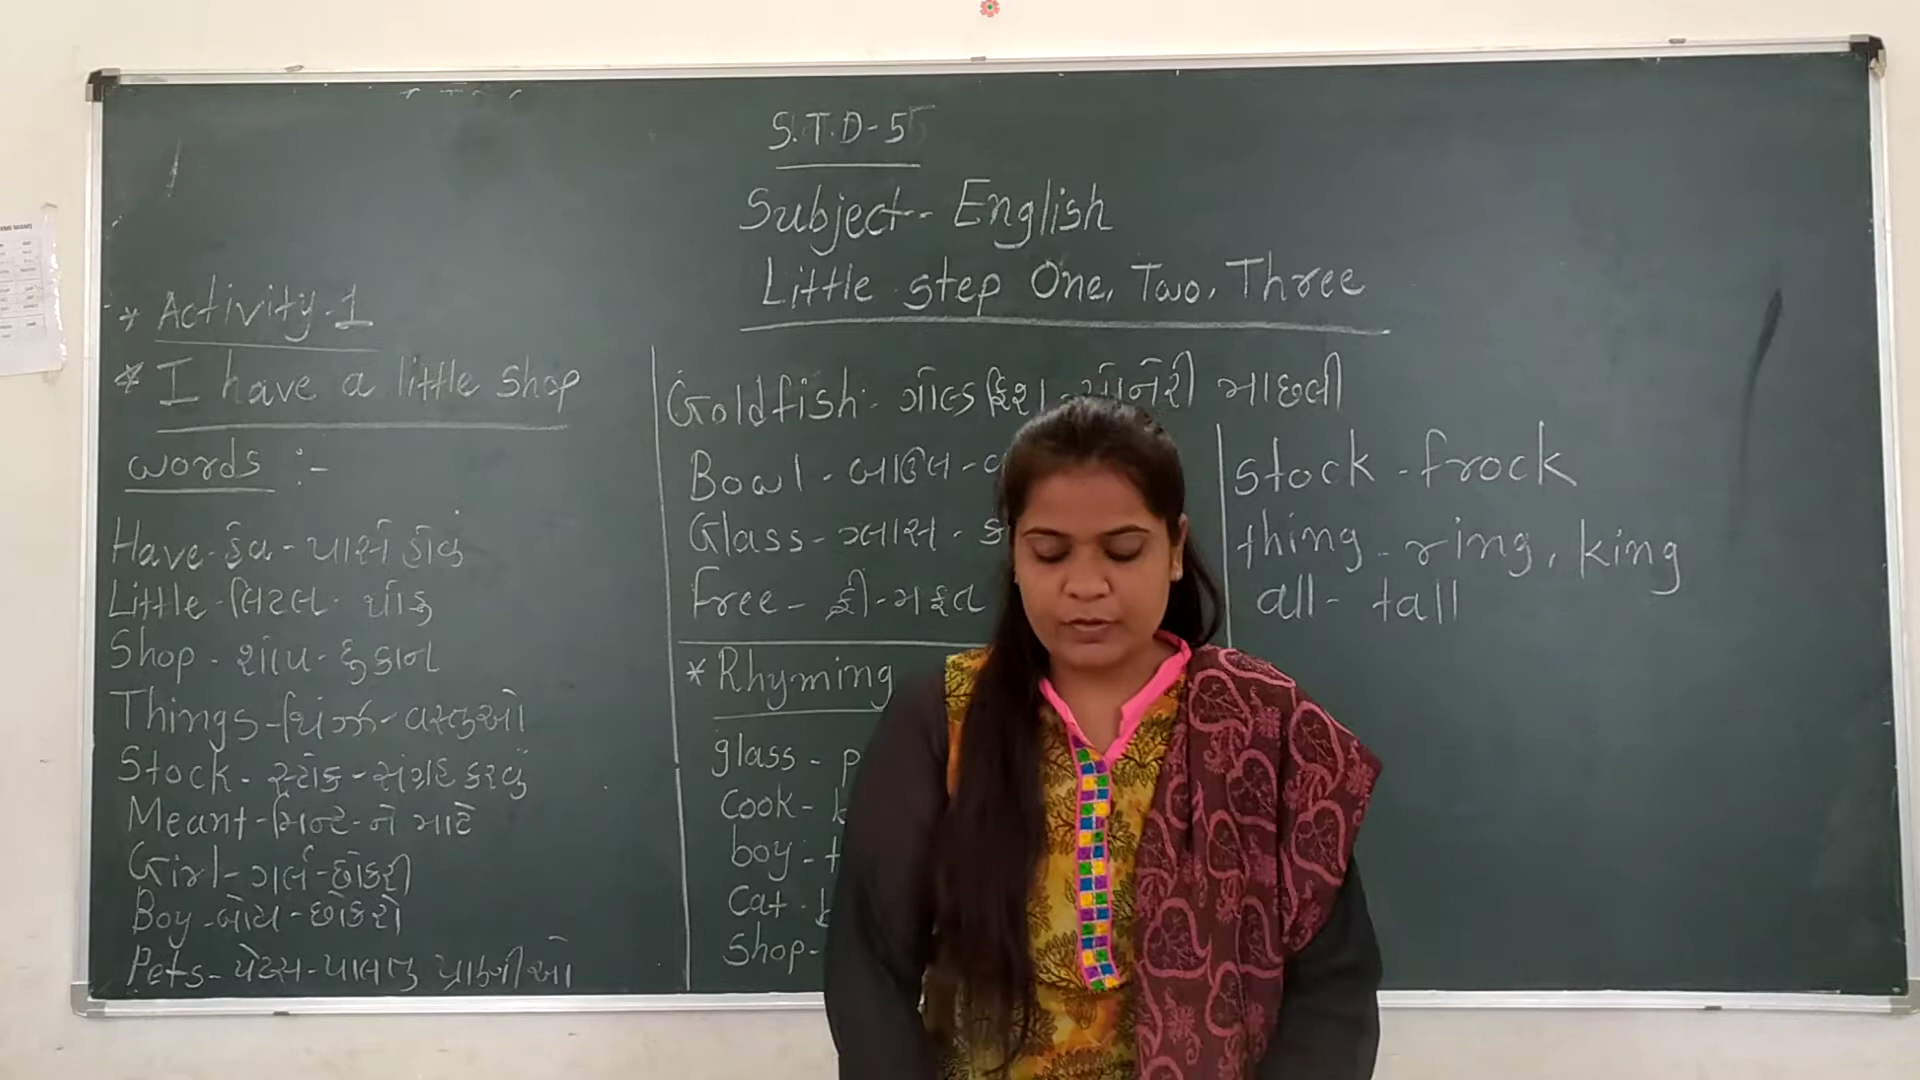 S.T.D-5
Subject - English
Little step One, Two, Three
* Activity-1
* I have a little shop
words :-
Have - હેવ - પાસે હોવું
Little - લિટલ - થોડુ
Shop - શોપ - દુકાન
Things - થિંગ્ઝ - વસ્તુઓ
Stock - સ્ટોક - સંગ્રહ કરવું
Meant - મિન્ટ - ને માટે
Girl - ગર્લ - છોકરી
Boy - બોય - છોકરો
Pets - પેટ્સ - પાલતુ પ્રાણીઓ
Goldfish - ગોલ્ડફિશ - સોનેરી માછલી
Bowl - બાઉલ -
Glass - ગ્લાસ -
Free - ફ્રી - મફત
* Rhyming
glass -
cook -
boy -
cat -
shop -
stock - frock
thing - ring, king
all - tall